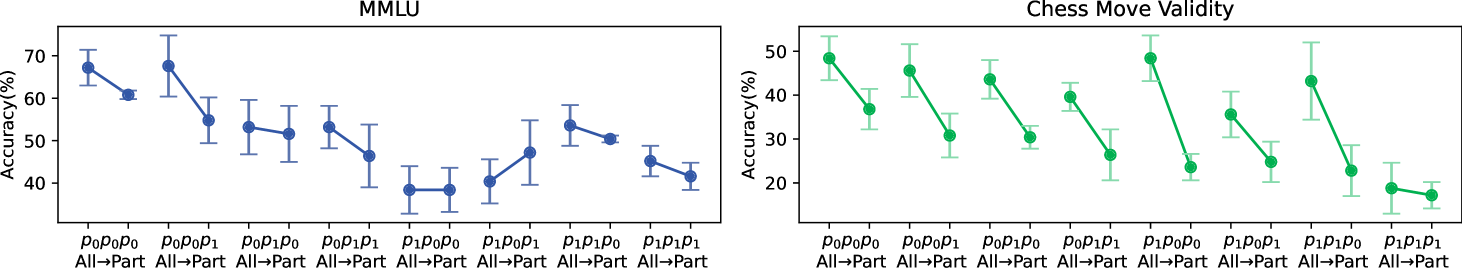 MMLU
Accuracy(%)
70
60
50
40
p₀p₀p₀ p₀p₀p₁ p₀p₁p₀ p₀p₁p₁ p₁p₀p₀ p₁p₀p₁ p₁p₁p₀ p₁p₁p₁
All→Part All→Part All→Part All→Part All→Part All→Part All→Part All→Part
Chess Move Validity
Accuracy(%)
50
40
30
20
p₀p₀p₀ p₀p₀p₁ p₀p₁p₀ p₀p₁p₁ p₁p₀p₀ p₁p₀p₁ p₁p₁p₀ p₁p₁p₁
All→Part All→Part All→Part All→Part All→Part All→Part All→Part All→Part